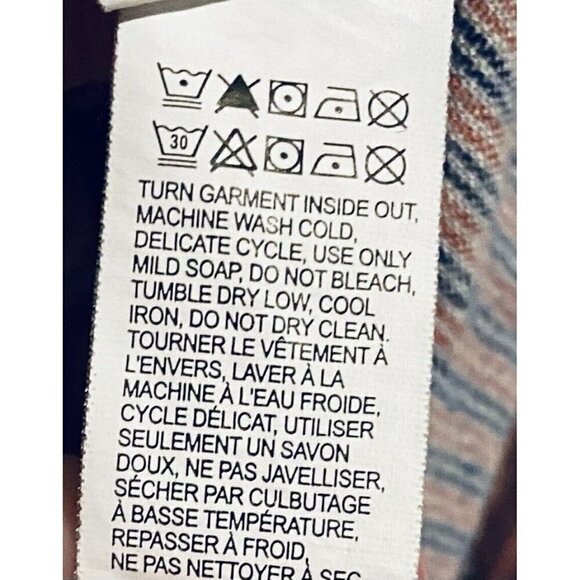 30
TURN GARMENT INSIDE OUT,
MACHINE WASH COLD,
DELICATE CYCLE, USE ONLY
MILD SOAP, DO NOT BLEACH,
TUMBLE DRY LOW, COOL
IRON, DO NOT DRY CLEAN.
TOURNER LE VÊTEMENT À
L'ENVERS, LAVER À LA
MACHINE À L'EAU FROIDE,
CYCLE DÉLICAT, UTILISER
SEULEMENT UN SAVON
DOUX, NE PAS JAVELLISER,
SÉCHER PAR CULBUTAGE
À BASSE TEMPÉRATURE,
REPASSER À FROID,
NE PAS NETTOYER À SEC